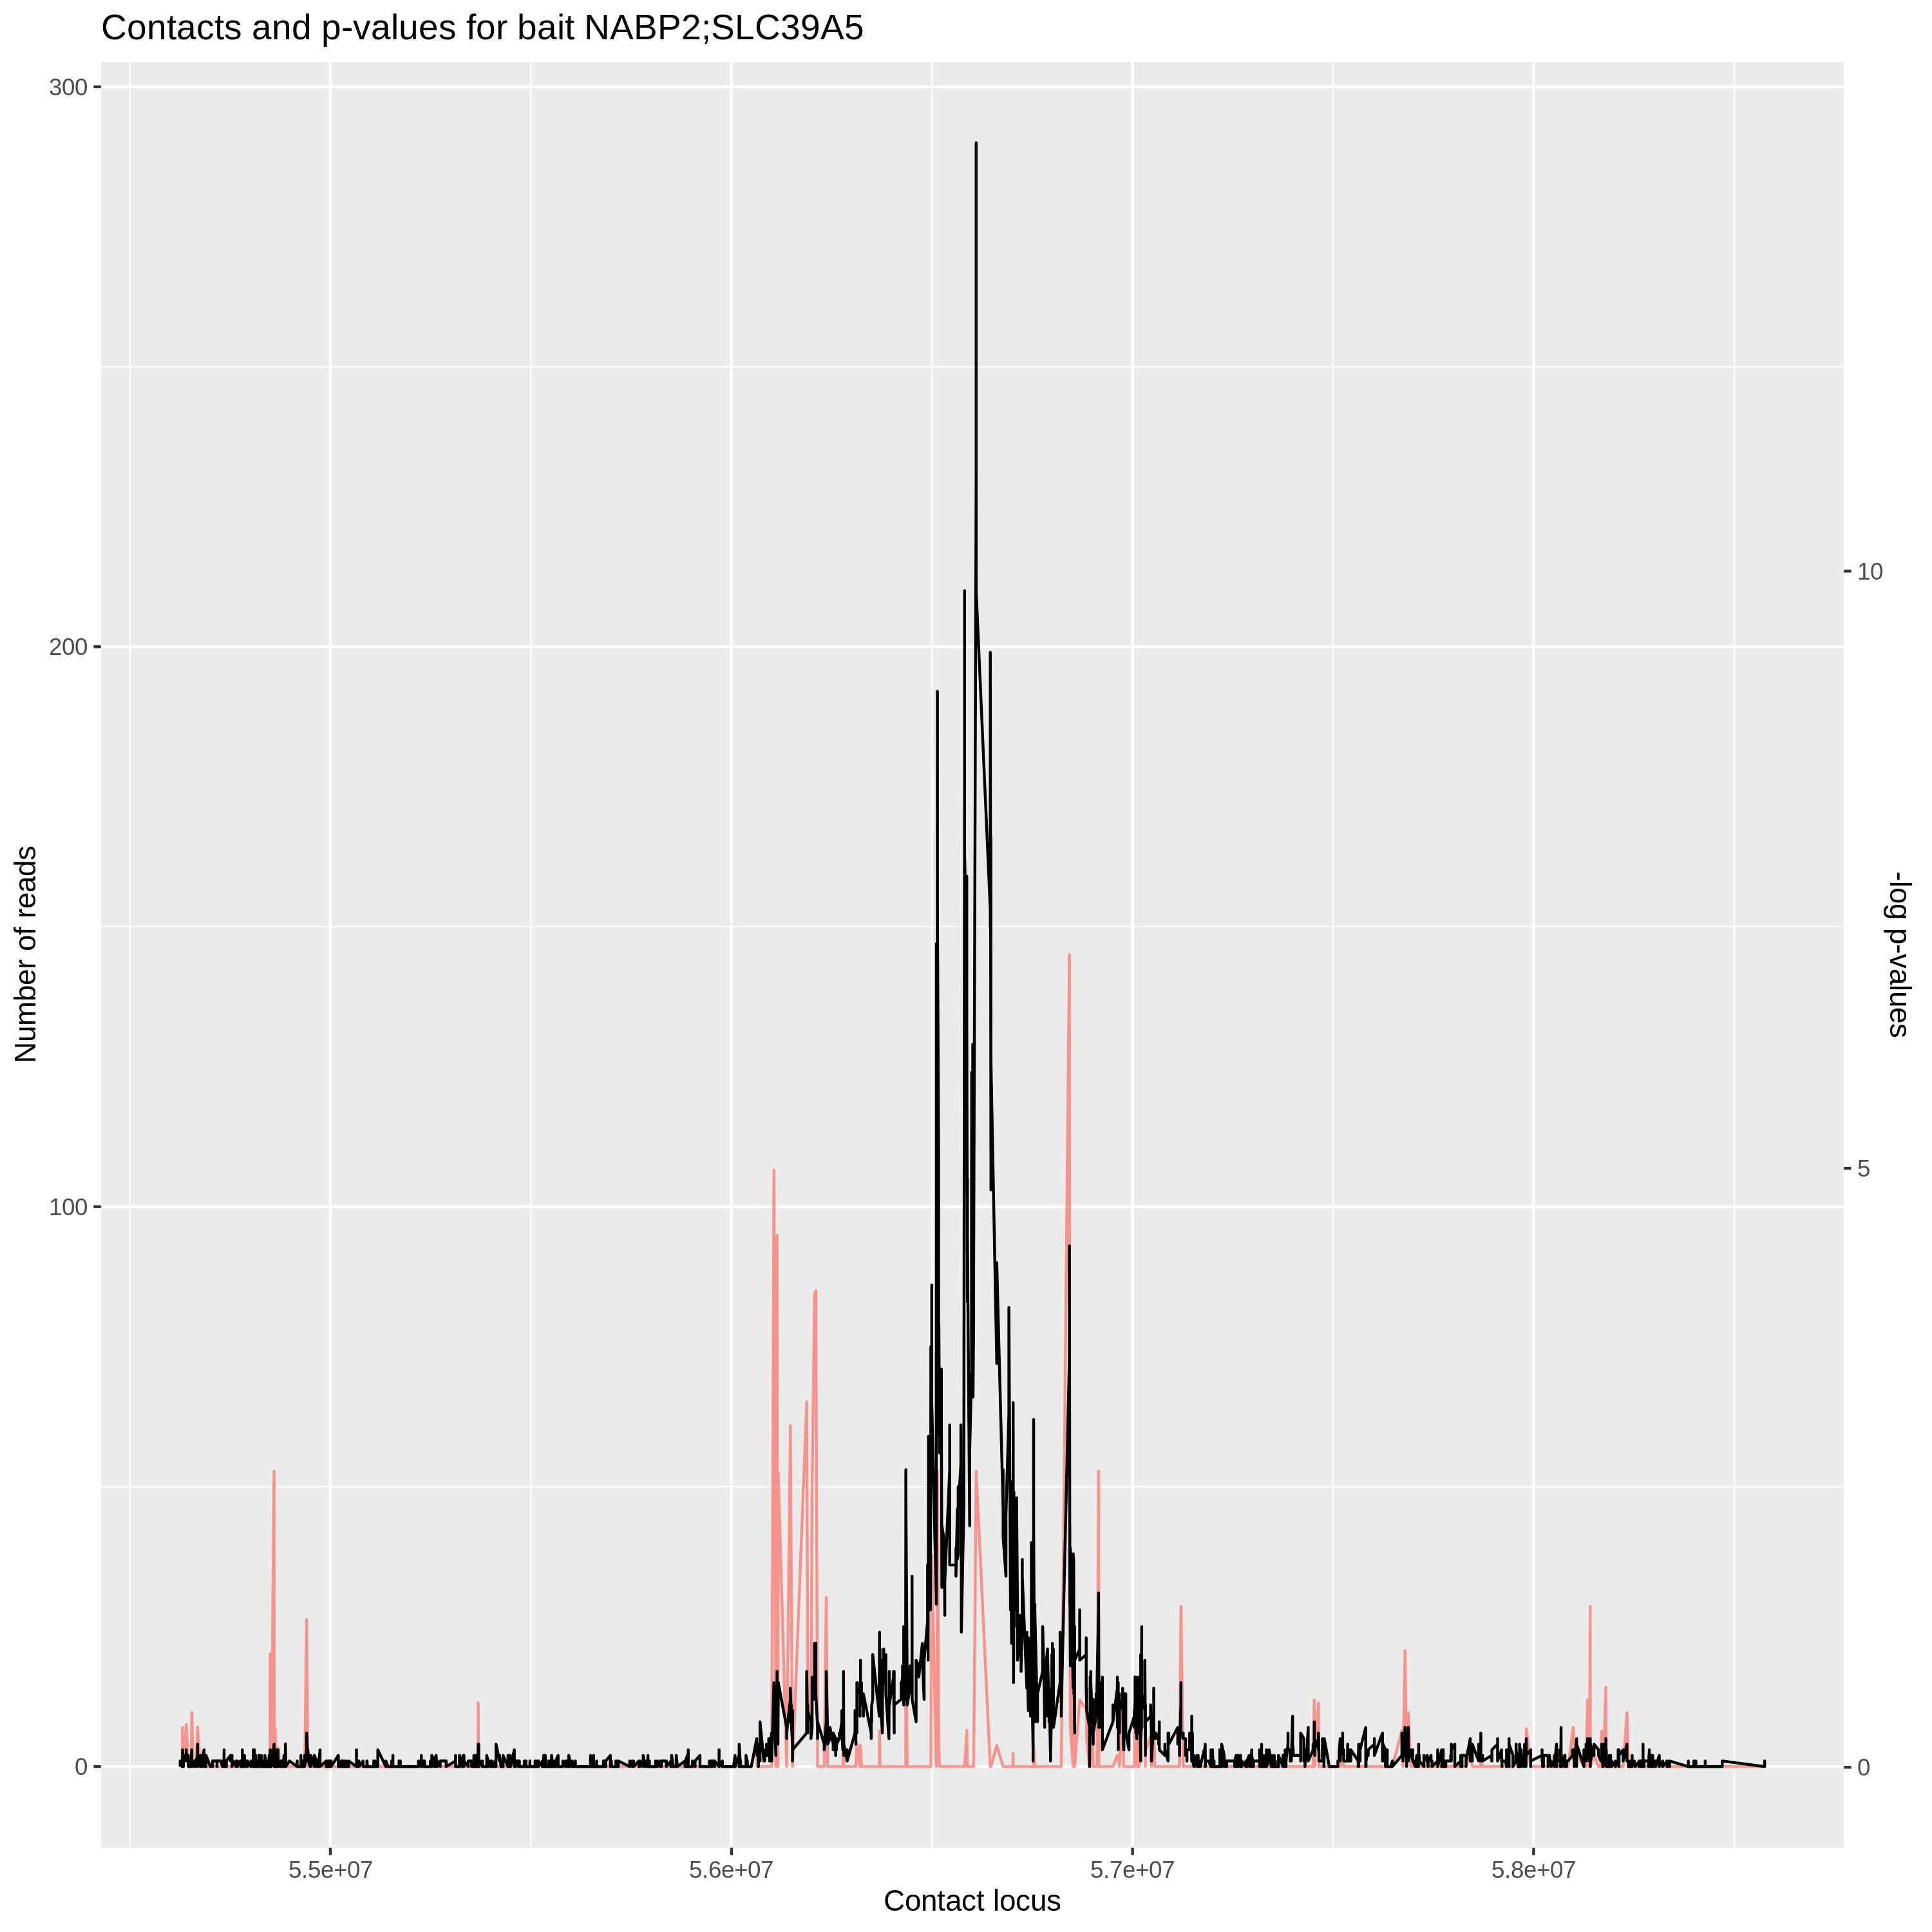 Contacts and p-values for bait NABP2;SLC39A5
300
200
100
0
10
5
0
Number of reads
-log p-values
5.5e+07 5.6e+07 5.7e+07 5.8e+07
Contact locus